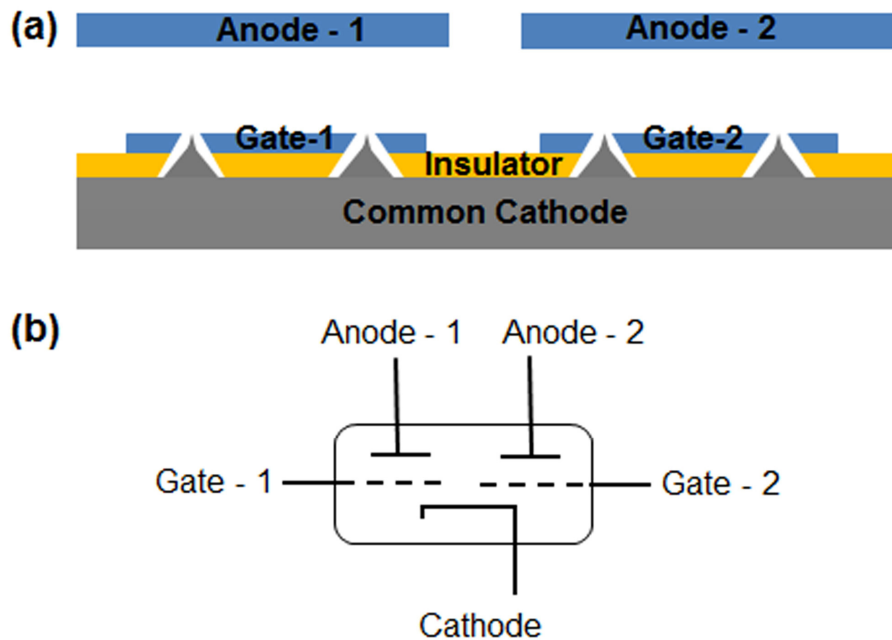 (a)
Anode - 1 Anode - 2
Gate-1 Gate-2
Insulator
Common Cathode
(b)
Anode - 1 Anode - 2
Gate - 1 Gate - 2
Cathode